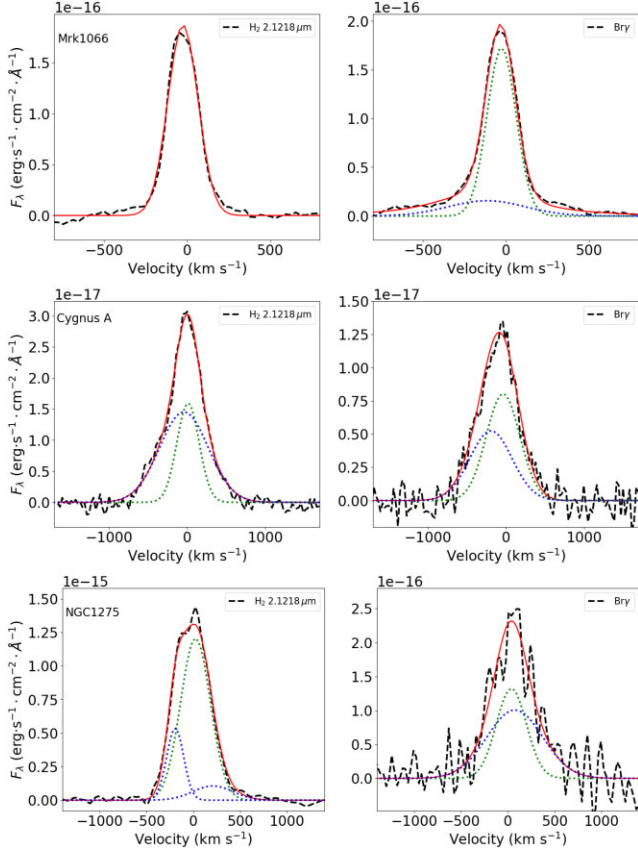 1e−16
Mrk1066
H₂ 2.1218 μm
1.5
1.0
0.5
0.0
F_λ (erg·s⁻¹·cm⁻²·Å⁻¹)
−500 0 500
Velocity (km s⁻¹)
1e−16
Brγ
2.0
1.5
1.0
0.5
0.0
−500 0 500
Velocity (km s⁻¹)
1e−17
Cygnus A
H₂ 2.1218 μm
3.0
2.5
2.0
1.5
1.0
0.5
0.0
F_λ (erg·s⁻¹·cm⁻²·Å⁻¹)
−1000 0 1000
Velocity (km s⁻¹)
1e−17
Brγ
1.50
1.25
1.00
0.75
0.50
0.25
0.00
−1000 0 1000
Velocity (km s⁻¹)
1e−15
NGC1275
H₂ 2.1218 μm
1.50
1.25
1.00
0.75
0.50
0.25
0.00
F_λ (erg·s⁻¹·cm⁻²·Å⁻¹)
−1000 −500 0 500 1000
Velocity (km s⁻¹)
1e−16
Brγ
2.5
2.0
1.5
1.0
0.5
0.0
−1000 −500 0 500 1000
Velocity (km s⁻¹)